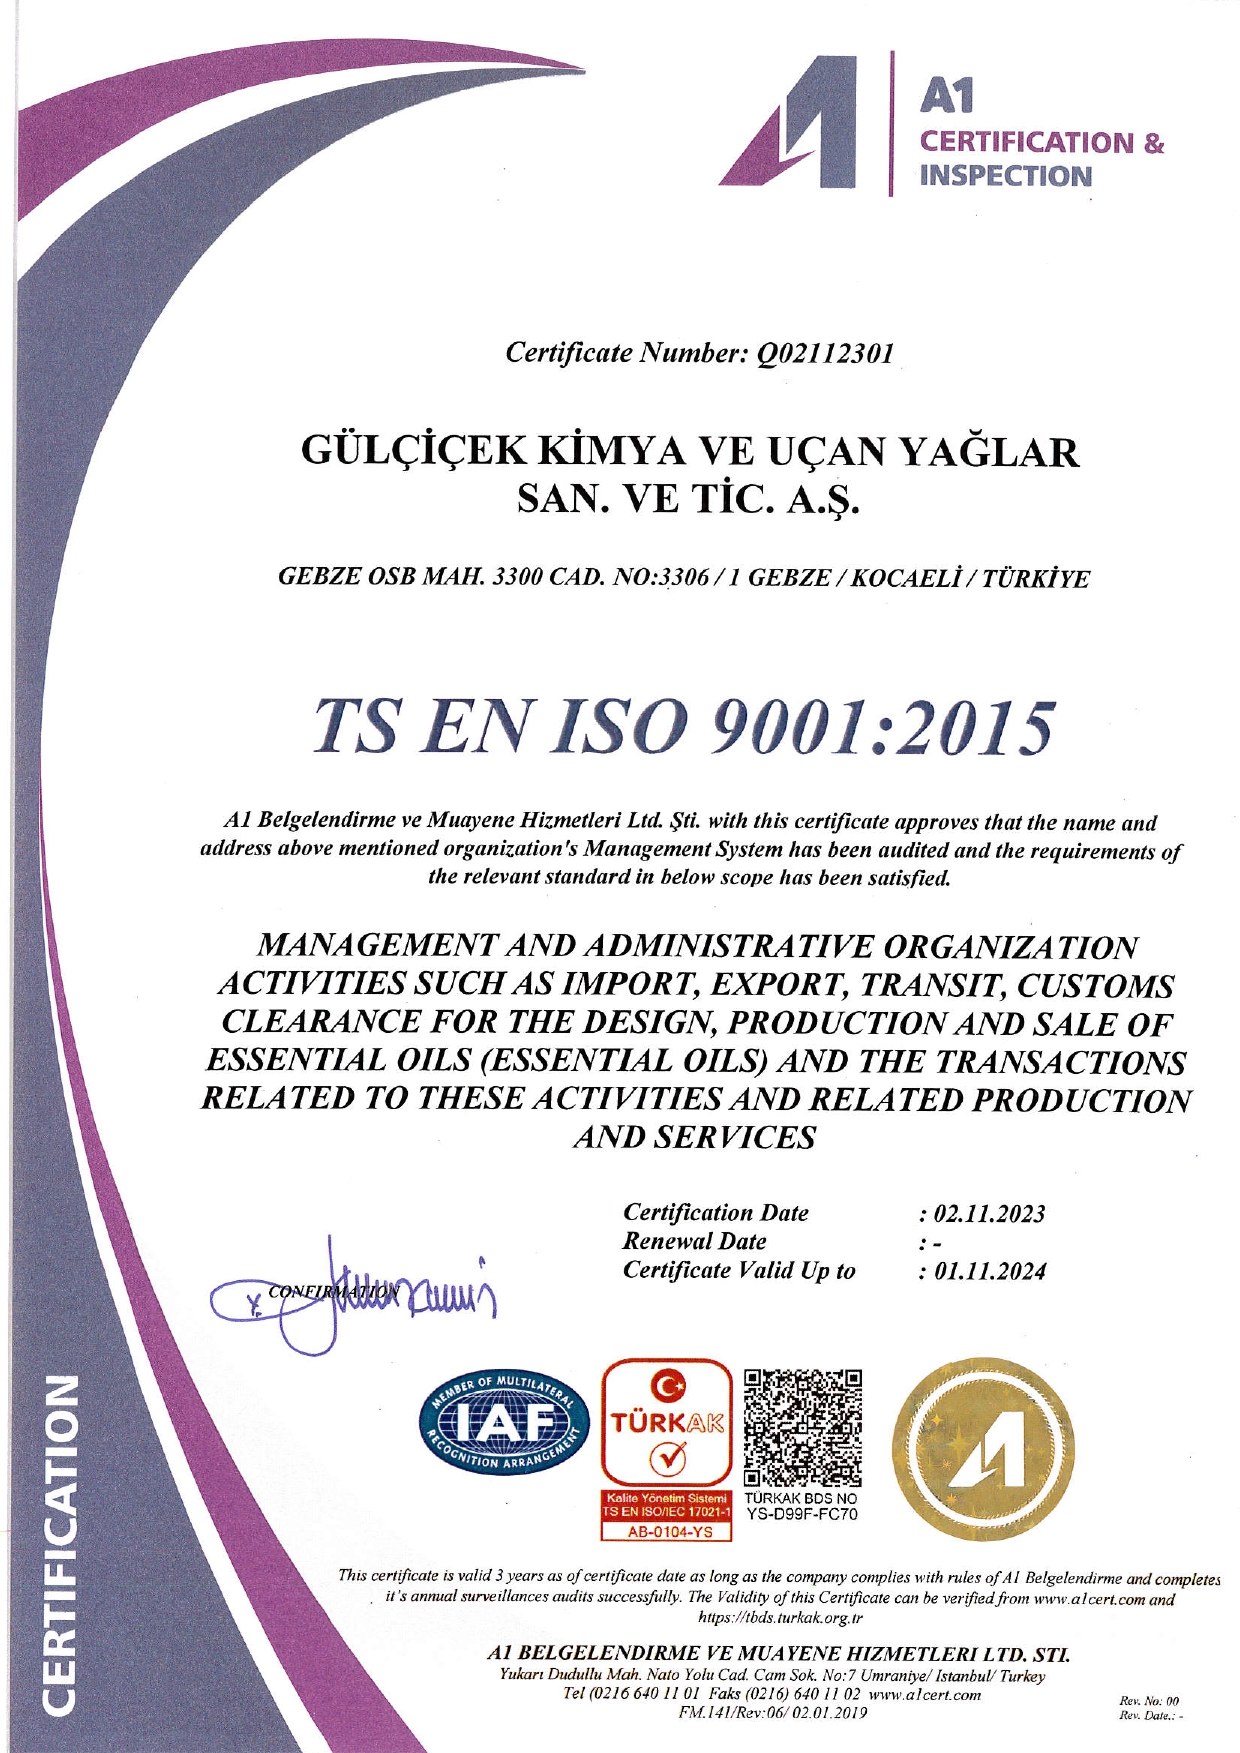 A1
CERTIFICATION &
INSPECTION
Certificate Number: Q02112301
GÜLÇİÇEK KİMYA VE UÇAN YAĞLAR
SAN. VE TİC. A.Ş.
GEBZE OSB MAH. 3300 CAD. NO:3306 / 1 GEBZE / KOCAELİ / TÜRKİYE
TS EN ISO 9001:2015
A1 Belgelendirme ve Muayene Hizmetleri Ltd. Şti. with this certificate approves that the name and
address above mentioned organization's Management System has been audited and the requirements of
the relevant standard in below scope has been satisfied.
MANAGEMENT AND ADMINISTRATIVE ORGANIZATION
ACTIVITIES SUCH AS IMPORT, EXPORT, TRANSIT, CUSTOMS
CLEARANCE FOR THE DESIGN, PRODUCTION AND SALE OF
ESSENTIAL OILS (ESSENTIAL OILS) AND THE TRANSACTIONS
RELATED TO THESE ACTIVITIES AND RELATED PRODUCTION
AND SERVICES
Certification Date : 02.11.2023
Renewal Date : -
Certificate Valid Up to : 01.11.2024
CONFIRMATION
MEMBER OF MULTILATERAL
IAF
RECOGNITION ARRANGEMENT
TÜRKAK
Kalite Yönetim Sistemi
TS EN ISO/IEC 17021-1
AB-0104-YS
TÜRKAK BDS NO
YS-D99F-FC70
CERTIFICATION
This certificate is valid 3 years as of certificate date as long as the company complies with rules of A1 Belgelendirme and completes
it's annual surveillances audits successfully. The Validity of this Certificate can be verified from www.a1cert.com and
https://tbds.turkak.org.tr
A1 BELGELENDIRME VE MUAYENE HIZMETLERI LTD. STI.
Yukarı Dudullu Mah. Nato Yolu Cad. Cam Sok. No:7 Umraniye/ Istanbul/ Turkey
Tel (0216 640 11 01 Faks (0216) 640 11 02 www.a1cert.com
FM.141/Rev:06/ 02.01.2019
Rev. No: 00
Rev. Date.: -